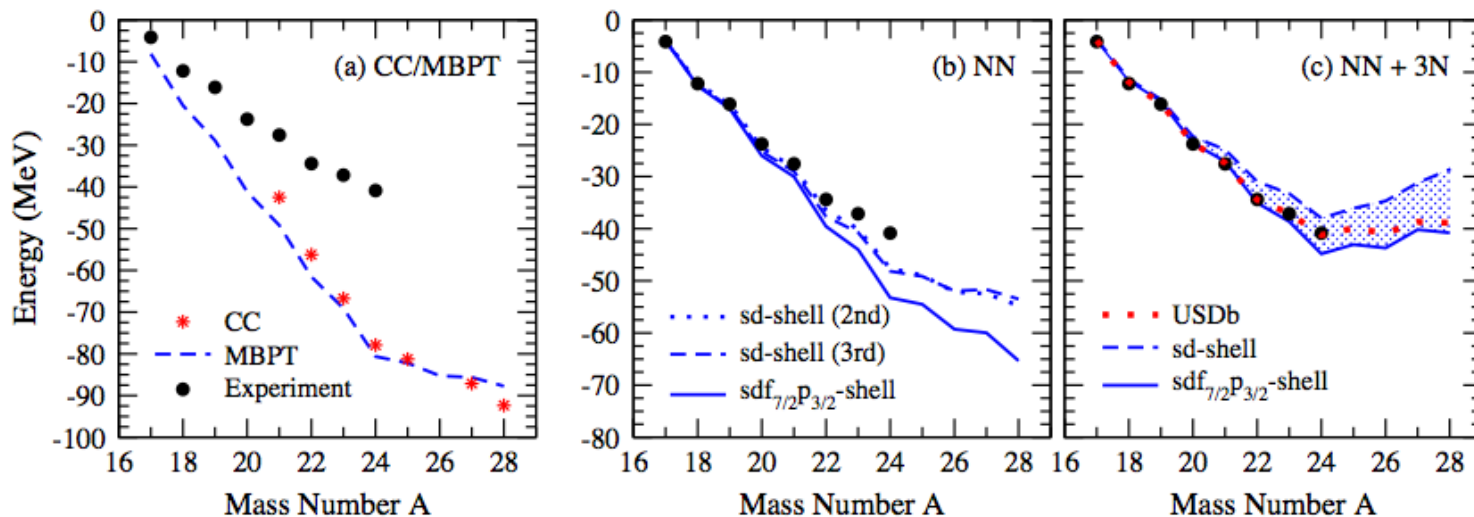 (a) CC/MBPT
Energy (MeV)
0
-10
-20
-30
-40
-50
-60
-70
-80
-90
-100
CC
MBPT
Experiment
16 18 20 22 24 26 28
Mass Number A
(b) NN
0
-10
-20
-30
-40
-50
-60
-70
-80
sd-shell (2nd)
sd-shell (3rd)
sdf7/2p3/2-shell
16 18 20 22 24 26 28
Mass Number A
(c) NN + 3N
USDb
sd-shell
sdf7/2p3/2-shell
16 18 20 22 24 26 28
Mass Number A